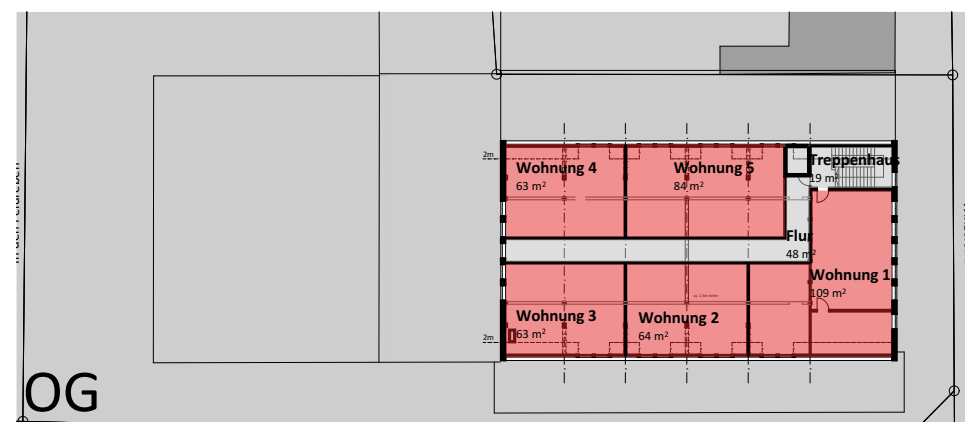 2m
Wohnung 4
63 m²
Wohnung 5
84 m²
Treppenhaus
19 m²
Flur
48 m²
Wohnung 1
109 m²
Wohnung 3
63 m²
Wohnung 2
64 m²
2m
OG